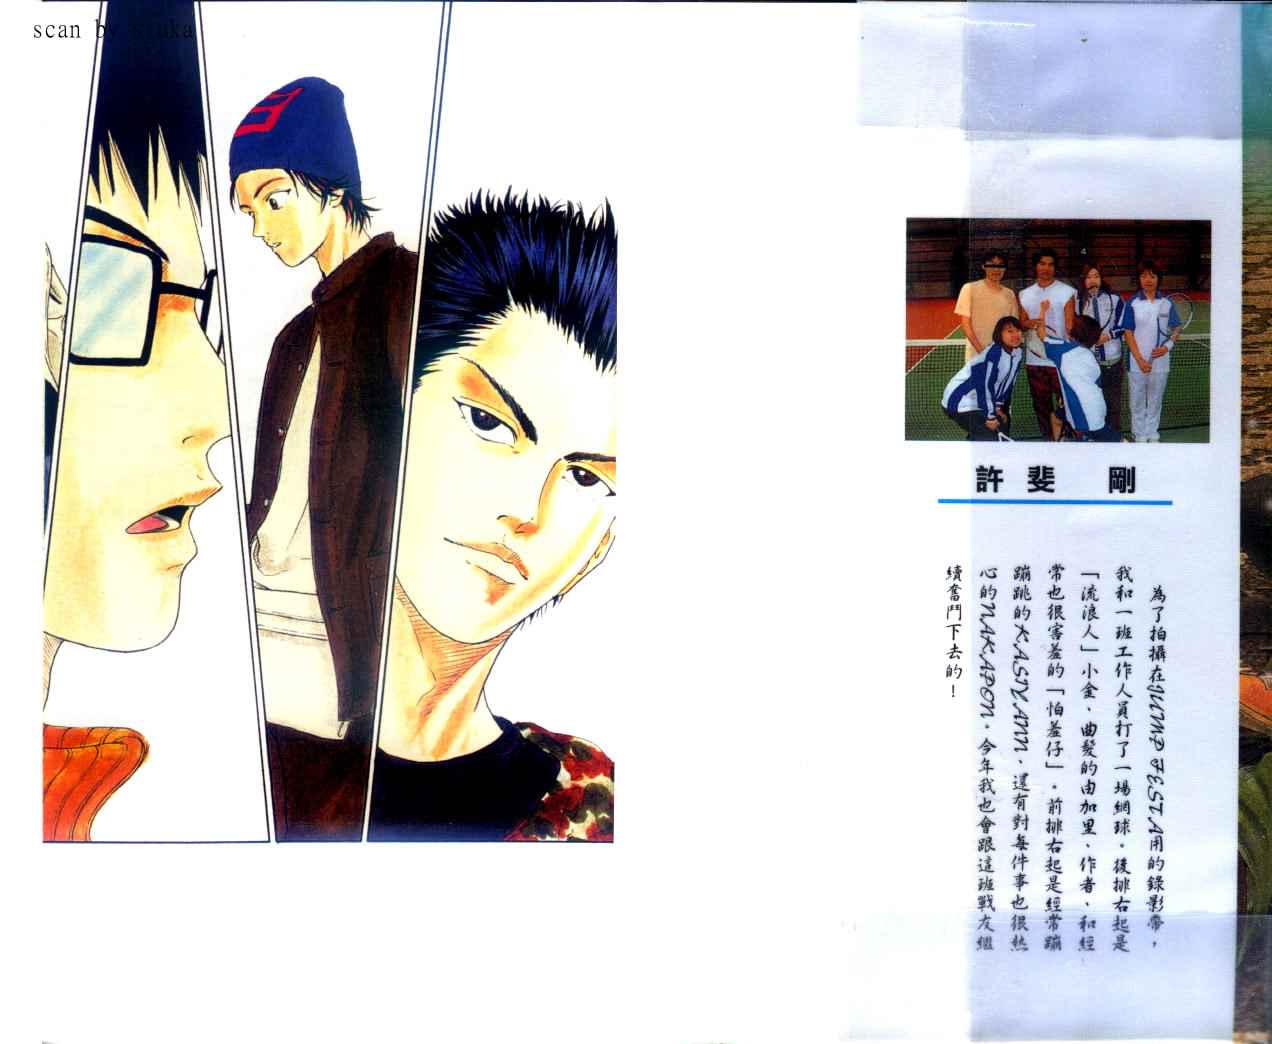 scan by siuka
許斐　剛
為了拍攝在JUMP FESTA用的錄影帶，
我和一班工作人員打了一場網球。後排右起是
「流浪人」小金、曲髮的由加里、作者、和經
常也很害羞的「怕羞仔」。前排右起是經常蹦
蹦跳的KASIYANN、還有對每件事也很熱
心的NAKAPON。今年我也會跟這班戰友繼
續奮鬥下去的！